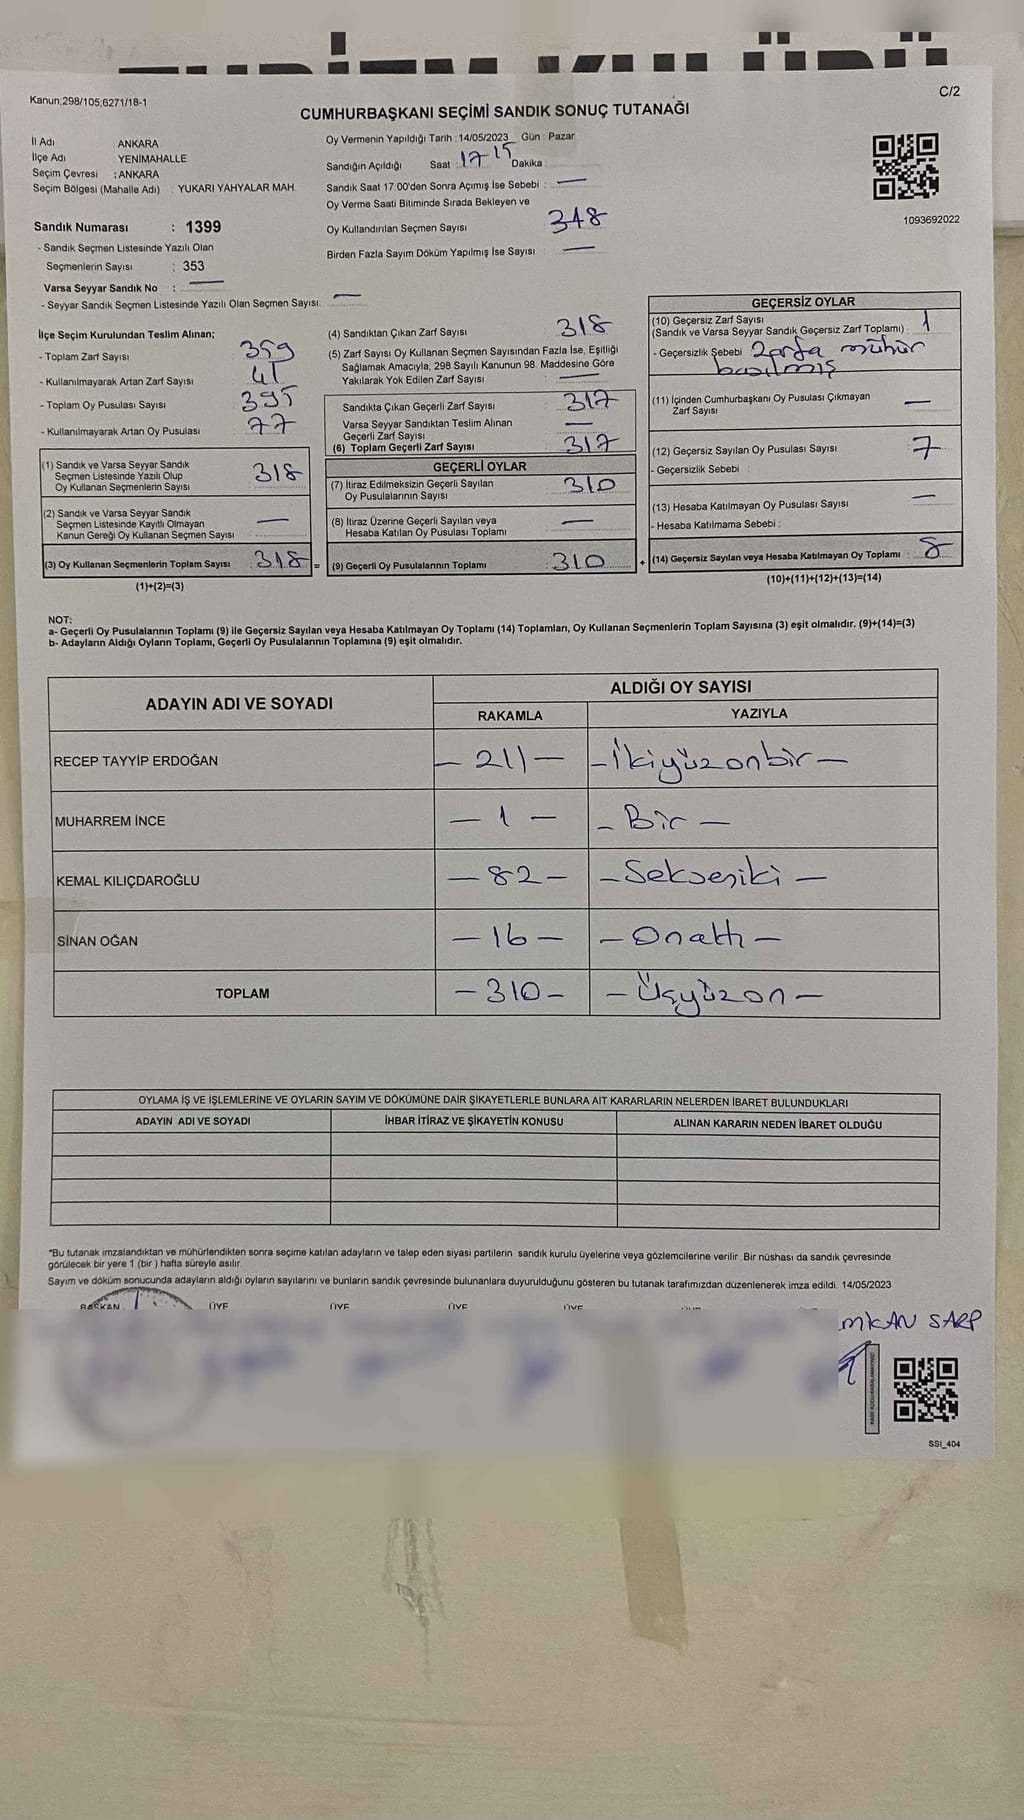 TURİZM KULÜBÜ
Kanun;298/105,6271/18-1
C/2
CUMHURBAŞKANI SEÇİMİ SANDIK SONUÇ TUTANAĞI
İl Adı : ANKARA
İlçe Adı : YENİMAHALLE
Seçim Çevresi : ANKARA
Seçim Bölgesi (Mahalle Adı) : YUKARI YAHYALAR MAH.
Oy Vermenin Yapıldığı Tarih : 14/05/2023 Gün : Pazar
Sandığın Açıldığı Saat : 17 15 Dakika :
Sandık Saat 17:00'den Sonra Açımış İse Sebebi : —
Oy Verme Saati Bitiminde Sırada Bekleyen ve
Oy Kullandırılan Seçmen Sayısı 318
Birden Fazla Sayım Döküm Yapılmış İse Sayısı : —
1093692022
Sandık Numarası : 1399
- Sandık Seçmen Listesinde Yazılı Olan
Seçmenlerin Sayısı : 353
Varsa Seyyar Sandık No : —
- Seyyar Sandık Seçmen Listesinde Yazılı Olan Seçmen Sayısı: —
İlçe Seçim Kurulundan Teslim Alınan;
- Toplam Zarf Sayısı 359
- Kullanılmayarak Artan Zarf Sayısı 41
- Toplam Oy Pusulası Sayısı 395
- Kullanılmayarak Artan Oy Pusulası 77
(1) Sandık ve Varsa Seyyar Sandık
Seçmen Listesinde Yazılı Olup
Oy Kullanan Seçmenlerin Sayısı 318
(2) Sandık ve Varsa Seyyar Sandık
Seçmen Listesinde Kayıtlı Olmayan
Kanun Gereği Oy Kullanan Seçmen Sayısı —
(3) Oy Kullanan Seçmenlerin Toplam Sayısı : 318 =
(1)+(2)=(3)
(4) Sandıktan Çıkan Zarf Sayısı 318
(5) Zarf Sayısı Oy Kullanan Seçmen Sayısından Fazla İse, Eşitliği
Sağlamak Amacıyla; 298 Sayılı Kanunun 98. Maddesine Göre
Yakılarak Yok Edilen Zarf Sayısı —
Sandıkta Çıkan Geçerli Zarf Sayısı 317
Varsa Seyyar Sandıktan Teslim Alınan
Geçerli Zarf Sayısı —
(6) Toplam Geçerli Zarf Sayısı 317
GEÇERLİ OYLAR
(7) İtiraz Edilmeksizin Geçerli Sayılan
Oy Pusulalarının Sayısı 310
(8) İtiraz Üzerine Geçerli Sayılan veya
Hesaba Katılan Oy Pusulası Toplamı —
(9) Geçerli Oy Pusulalarının Toplamı : 310 +
GEÇERSİZ OYLAR
(10) Geçersiz Zarf Sayısı
(Sandık ve Varsa Seyyar Sandık Geçersiz Zarf Toplamı) : 1
- Geçersizlik Sebebi : Zarfa mühür
basılmış
(11) İçinden Cumhurbaşkanı Oy Pusulası Çıkmayan
Zarf Sayısı —
(12) Geçersiz Sayılan Oy Pusulası Sayısı 7
- Geçersizlik Sebebi :
(13) Hesaba Katılmayan Oy Pusulası Sayısı —
- Hesaba Katılmama Sebebi :
(14) Geçersiz Sayılan veya Hesaba Katılmayan Oy Toplamı : 8
(10)+(11)+(12)+(13)=(14)
NOT:
a- Geçerli Oy Pusulalarının Toplamı (9) ile Geçersiz Sayılan veya Hesaba Katılmayan Oy Toplamı (14) Toplamları, Oy Kullanan Seçmenlerin Toplam Sayısına (3) eşit olmalıdır. (9)+(14)=(3)
b- Adayların Aldığı Oyların Toplamı, Geçerli Oy Pusulalarının Toplamına (9) eşit olmalıdır.
ADAYIN ADI VE SOYADI
ALDIĞI OY SAYISI
RAKAMLA YAZIYLA
RECEP TAYYİP ERDOĞAN — 211 — — İkiyüzonbir —
MUHARREM İNCE — 1 — — Bir —
KEMAL KILIÇDAROĞLU — 82 — — Sekseniki —
SİNAN OĞAN — 16 — — Onaltı —
TOPLAM — 310 — — Üçyüzon —
OYLAMA İŞ VE İŞLEMLERİNE VE OYLARIN SAYIM VE DÖKÜMÜNE DAİR ŞİKAYETLERLE BUNLARA AİT KARARLARIN NELERDEN İBARET BULUNDUKLARI
ADAYIN ADI VE SOYADI İHBAR İTİRAZ VE ŞİKAYETİN KONUSU ALINAN KARARIN NEDEN İBARET OLDUĞU
*Bu tutanak imzalandıktan ve mühürlendikten sonra seçime katılan adayların ve talep eden siyasi partilerin sandık kurulu üyelerine veya gözlemcilerine verilir. Bir nüshası da sandık çevresinde
görülecek bir yere 1 (bir) hafta süreyle asılır.
Sayım ve döküm sonucunda adayların aldığı oyların sayılarını ve bunların sandık çevresinde bulunanlara duyurulduğunu gösteren bu tutanak tarafımızdan düzenlenerek imza edildi. 14/05/2023
BAŞKAN ÜYE ÜYE ÜYE ÜYE ÜYE
SARP
SSI_404